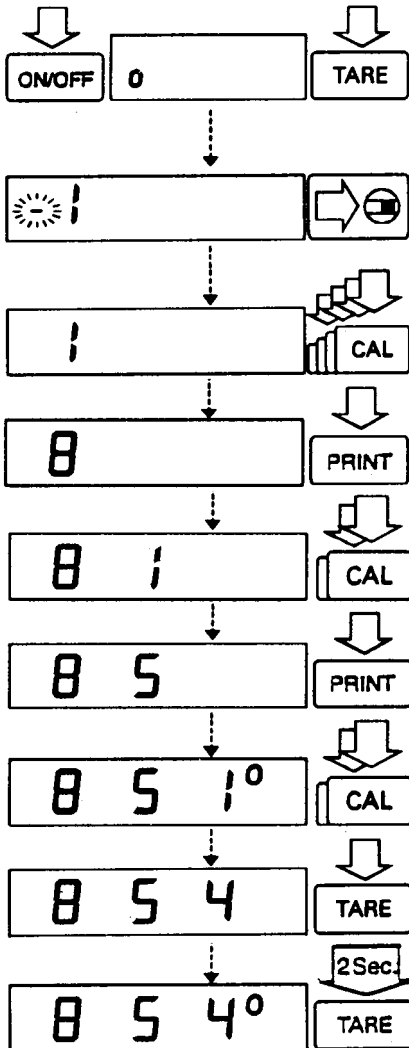 ON/OFF o TARE
- 1
1 CAL
8 PRINT
8 1 CAL
8 5 PRINT
8 5 1°
CAL
8 5 4 TARE
2Sec.
8 5 4° TARE